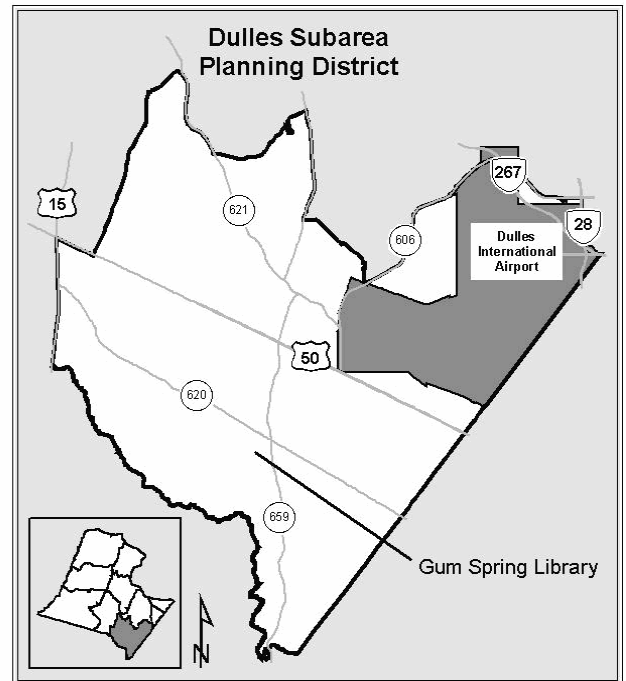 Dulles Subarea
Planning District
15
621
606
267
28
Dulles
International
Airport
50
620
659
Gum Spring Library
N